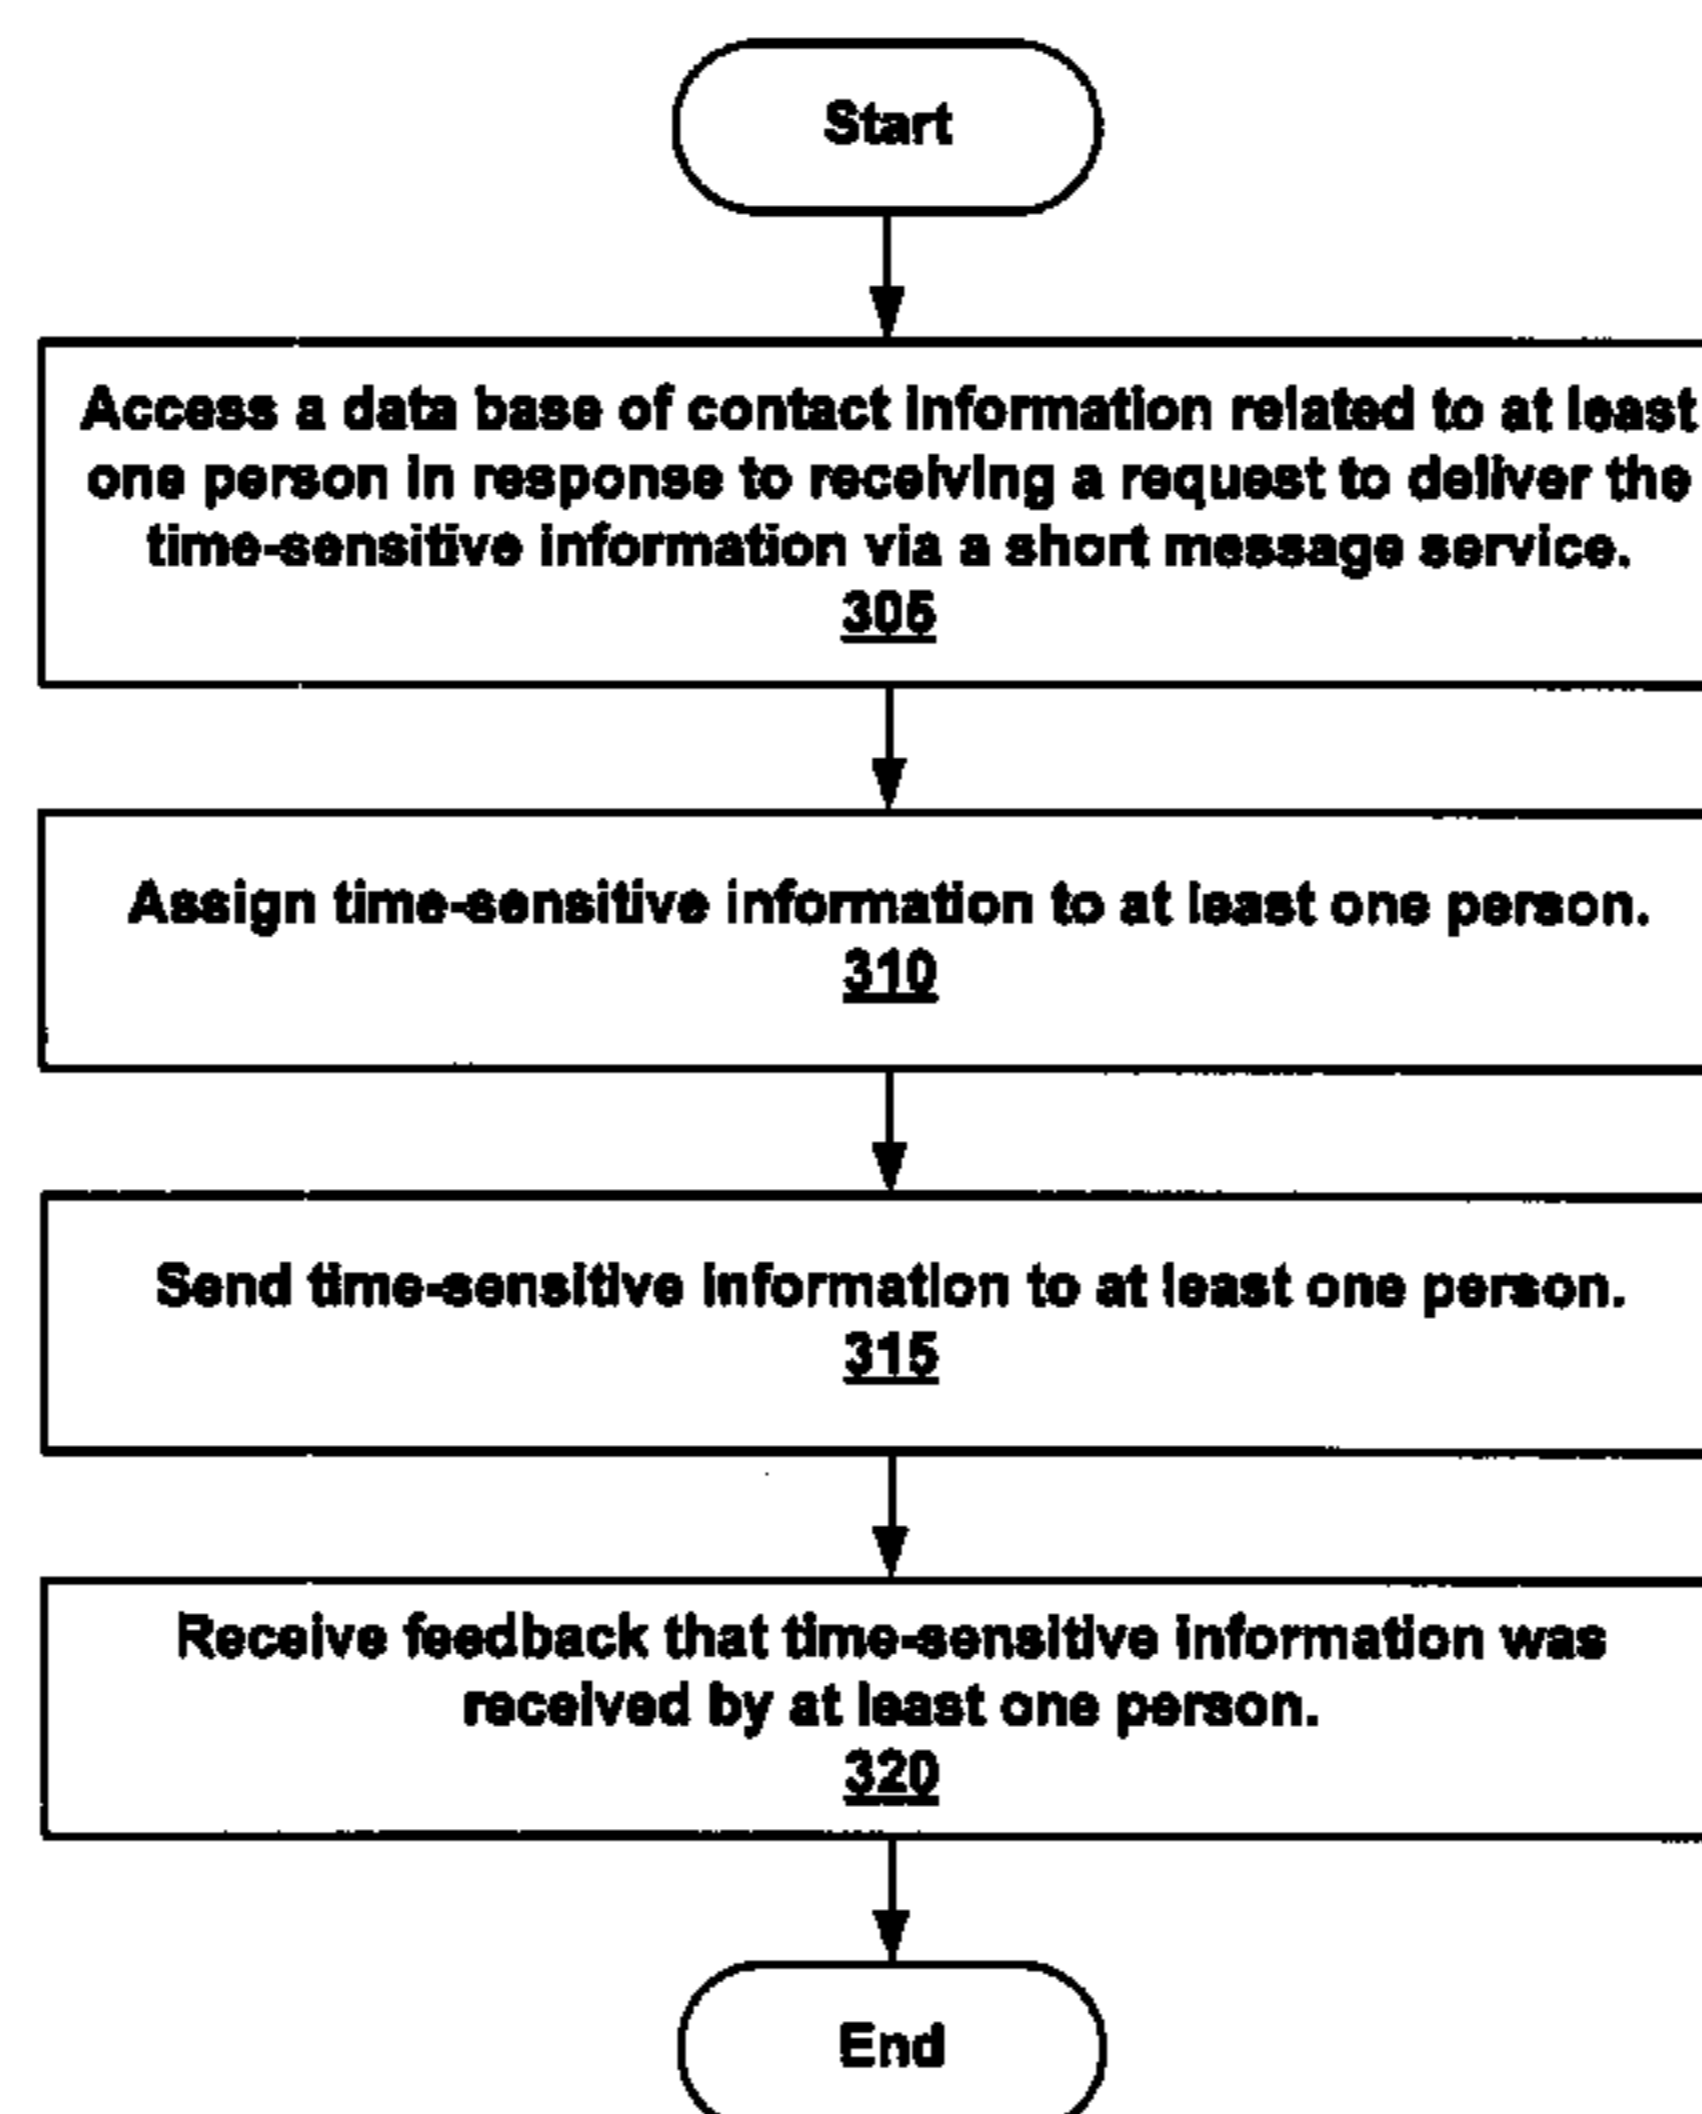 Start
Access a data base of contact information related to at least
one person in response to receiving a request to deliver the
time-sensitive information via a short message service.
305
Assign time-sensitive information to at least one person.
310
Send time-sensitive information to at least one person.
315
Receive feedback that time-sensitive information was
received by at least one person.
320
End